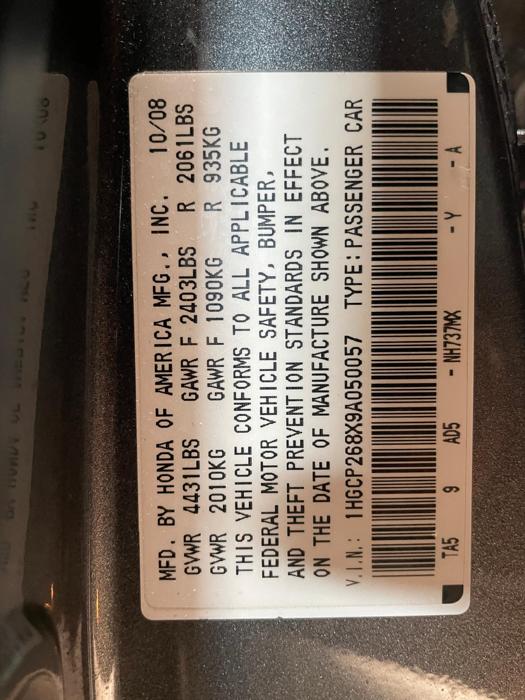 MFD. BY HONDA OF AMERICA MFG., INC. 10/08
GVWR 4431LBS GAWR F 2403LBS R 2061LBS
GVWR 2010KG GAWR F 1090KG R 935KG
THIS VEHICLE CONFORMS TO ALL APPLICABLE
FEDERAL MOTOR VEHICLE SAFETY, BUMPER,
AND THEFT PREVENTION STANDARDS IN EFFECT
ON THE DATE OF MANUFACTURE SHOWN ABOVE.
V.I.N.: 1HGCP268X9A050057 TYPE:PASSENGER CAR
TA5 9 AD5 - NH737MX - Y - A